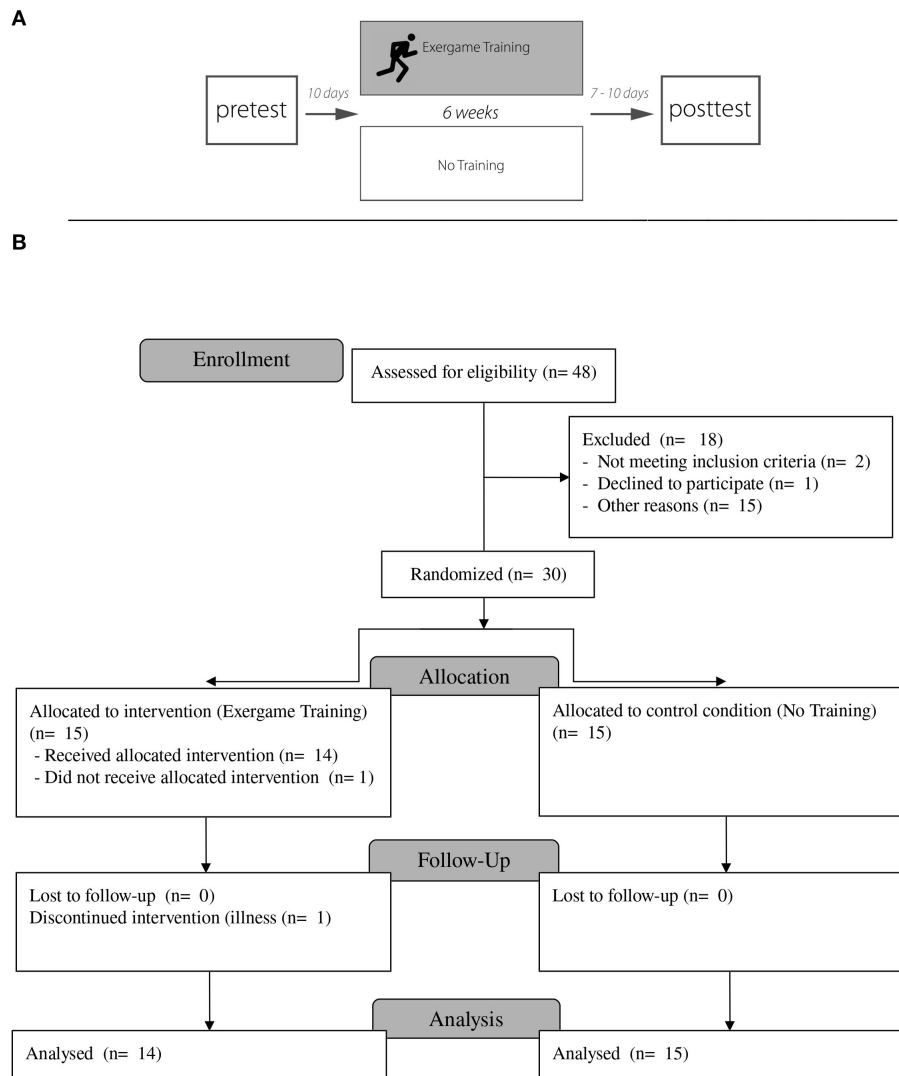 A
Exergame Training
pretest
10 days
6 weeks
7 - 10 days
posttest
No Training
B
Enrollment
Assessed for eligibility (n= 48)
Excluded (n= 18)
- Not meeting inclusion criteria (n= 2)
- Declined to participate (n= 1)
- Other reasons (n= 15)
Randomized (n= 30)
Allocation
Allocated to intervention (Exergame Training)
(n= 15)
- Received allocated intervention (n= 14)
- Did not receive allocated intervention (n= 1)
Allocated to control condition (No Training)
(n= 15)
Follow-Up
Lost to follow-up (n= 0)
Discontinued intervention (illness (n= 1)
Lost to follow-up (n= 0)
Analysis
Analysed (n= 14)
Analysed (n= 15)